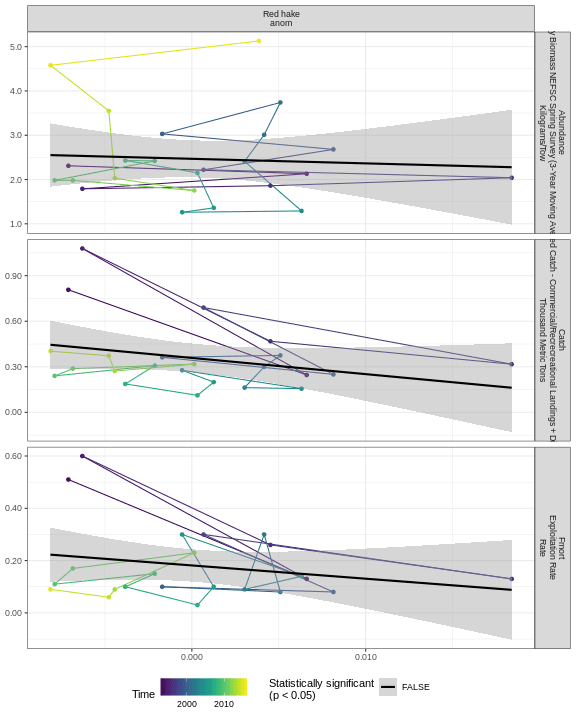 Red hake
anom
5.0
4.0
3.0
2.0
1.0
Abundance
y Biomass NEFSC Spring Survey (3-Year Moving Ave
Kilograms/tow
0.90
0.60
0.30
0.00
Catch
ed Catch - Commercial/Recreational Landings + D
Thousand Metric Tons
0.60
0.40
0.20
0.00
Fmort
Exploitation Rate
Rate
0.000
0.010
Time
2000
2010
Statistically significant
(p < 0.05)
FALSE